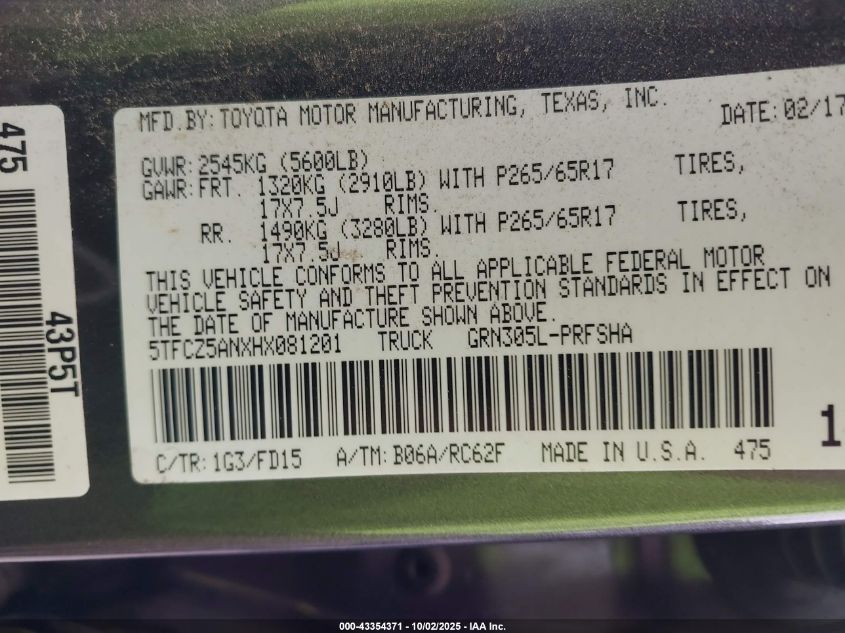 475
43P5T
MFD.BY: TOYOTA MOTOR MANUFACTURING, TEXAS, INC. DATE: 02/17
GVWR: 2545KG (5600LB)
GAWR: FRT. 1320KG (2910LB) WITH P265/65R17 TIRES,
17X7.5J RIMS.
RR. 1490KG (3280LB) WITH P265/65R17 TIRES,
17X7.5J RIMS.
THIS VEHICLE CONFORMS TO ALL APPLICABLE FEDERAL MOTOR
VEHICLE SAFETY AND THEFT PREVENTION STANDARDS IN EFFECT ON
THE DATE OF MANUFACTURE SHOWN ABOVE.
5TFCZ5ANXHX081201 TRUCK GRN305L-PRFSHA
1
C/TR: 1G3/FD15 A/TM: B06A/RC62F MADE IN U.S.A. 475
000-43354371 - 10/02/2025 - IAA Inc.